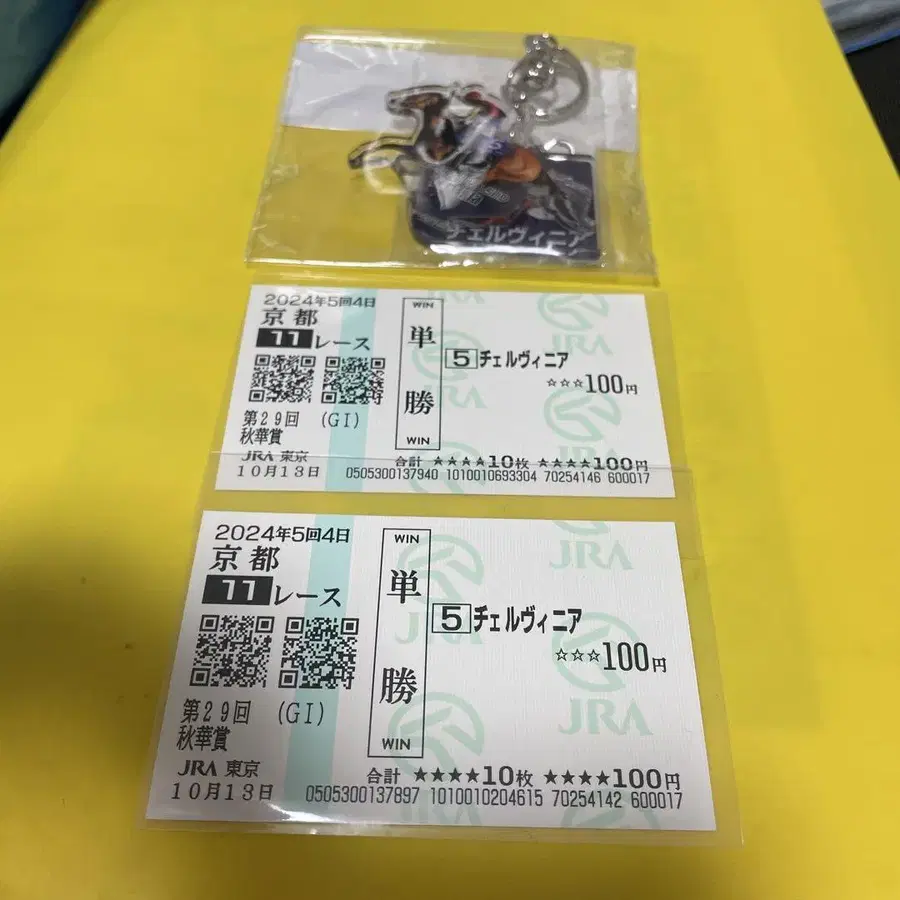 チェルヴィニア
2024年5回4日
京都
11レース
第29回 (GI)
秋華賞
JRA 東京
10月13日
WIN
単勝
WIN
5 チェルヴィニア
☆☆☆100円
合計 ★★★★10枚 ★★★★100円
0505300137940 1010010693304 70254146 600017
JRA
JRA
JRA
2024年5回4日
京都
11レース
第29回 (GI)
秋華賞
JRA 東京
10月13日
WIN
単勝
WIN
5 チェルヴィニア
☆☆☆100円
合計 ★★★★10枚 ★★★★100円
0505300137897 1010010204615 70254142 600017
JRA
JRA
JRA